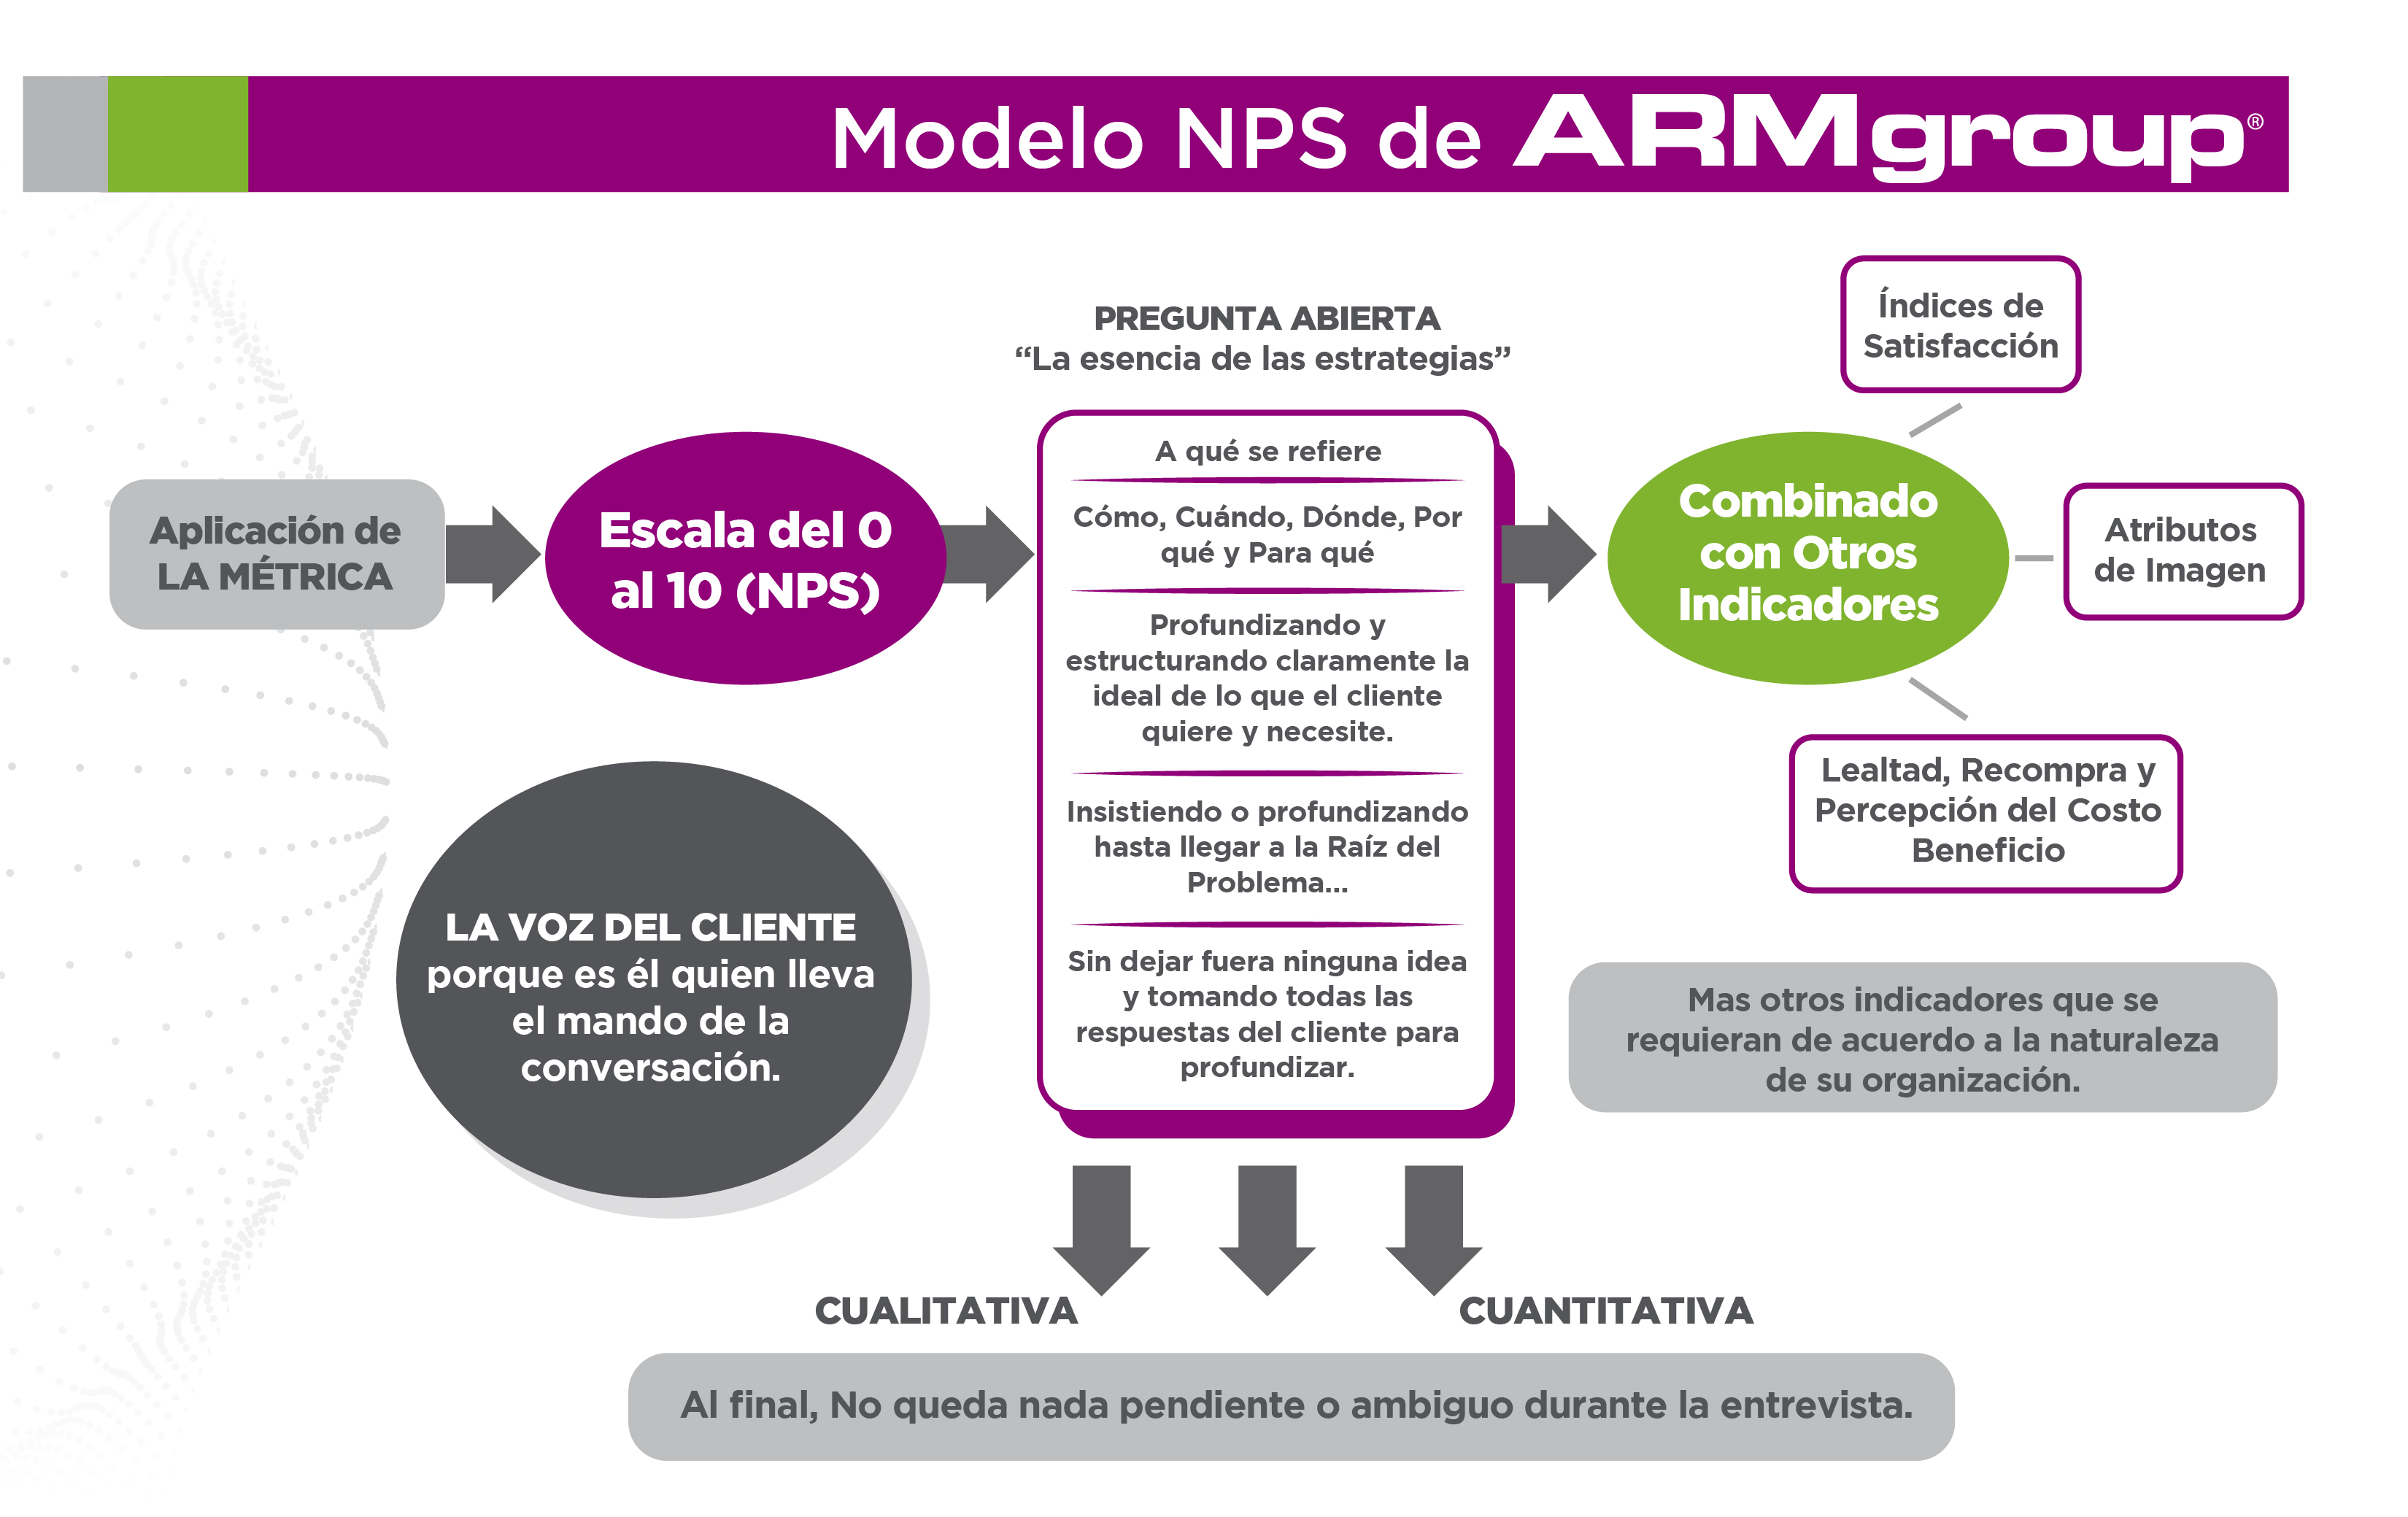 Modelo NPS de ARMgroup®
PREGUNTA ABIERTA
“La esencia de las estrategias”
Aplicación de
LA MÉTRICA
Escala del 0
al 10 (NPS)
A qué se refiere
Cómo, Cuándo, Dónde, Por
qué y Para qué
Profundizando y
estructurando claramente la
ideal de lo que el cliente
quiere y necesite.
Insistiendo o profundizando
hasta llegar a la Raíz del
Problema...
Sin dejar fuera ninguna idea
y tomando todas las
respuestas del cliente para
profundizar.
Combinado
con Otros
Indicadores
Índices de
Satisfacción
Atributos
de Imagen
Lealtad, Recompra y
Percepción del Costo
Beneficio
LA VOZ DEL CLIENTE
porque es él quien lleva
el mando de la
conversación.
Mas otros indicadores que se
requieran de acuerdo a la naturaleza
de su organización.
CUALITATIVA
CUANTITATIVA
Al final, No queda nada pendiente o ambiguo durante la entrevista.